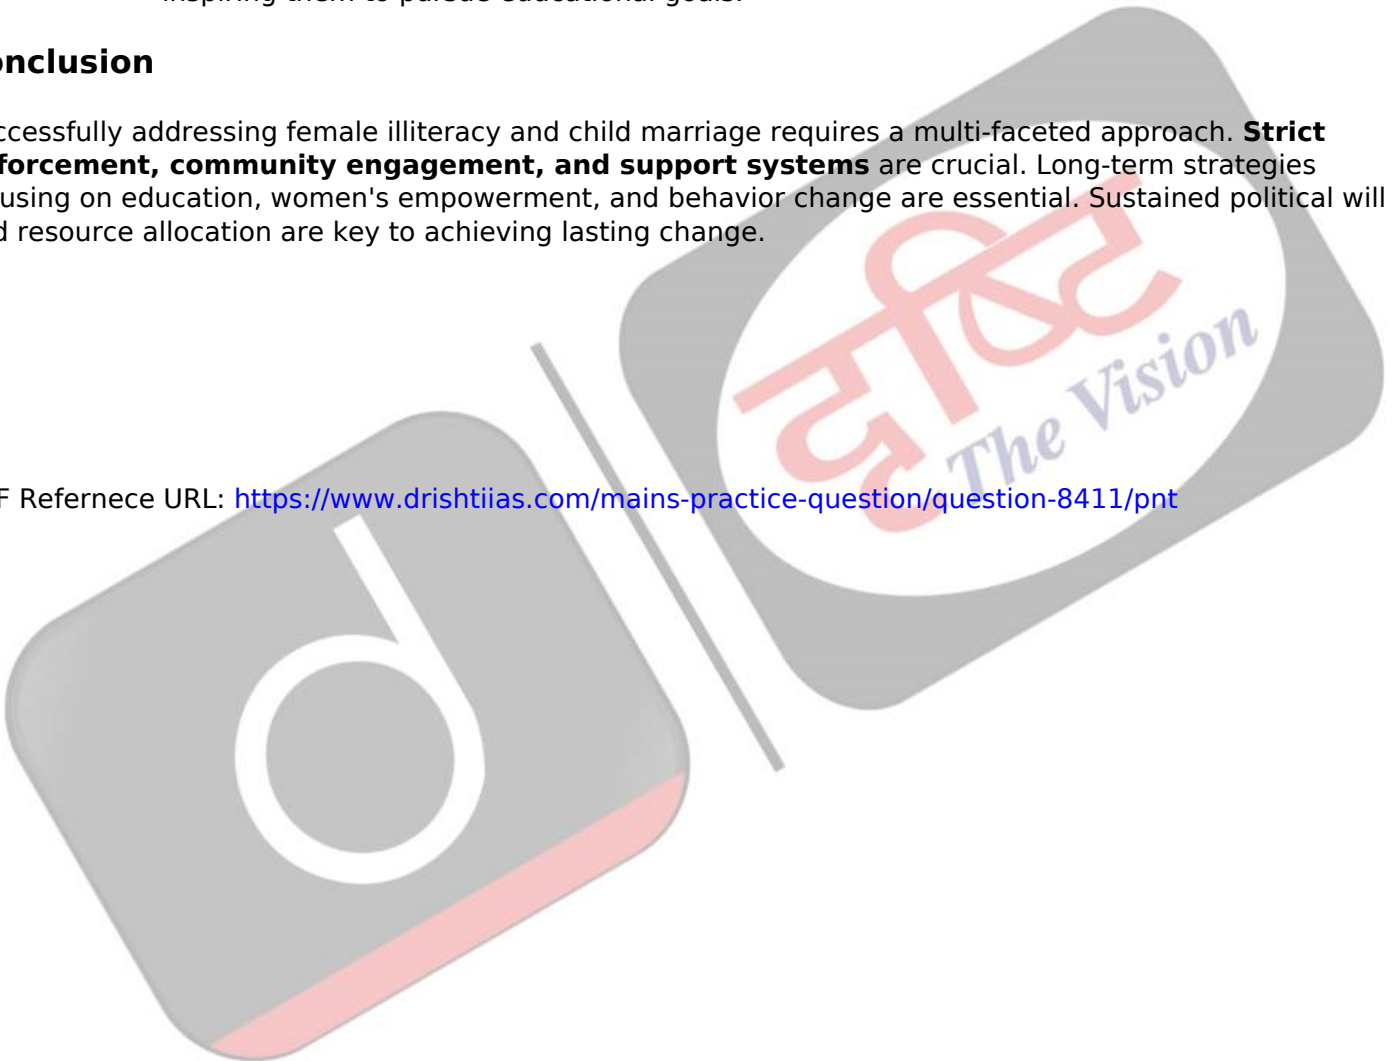 inspiring them to pursue educational goals.
onclusion
ccessfully addressing female illiteracy and child marriage requires a multi-faceted approach. Strict
forcement, community engagement, and support systems are crucial. Long-term strategies
using on education, women's empowerment, and behavior change are essential. Sustained political will
d resource allocation are key to achieving lasting change.
दृष्टि
The Vision
d
F Refernece URL: https://www.drishtiias.com/mains-practice-question/question-8411/pnt